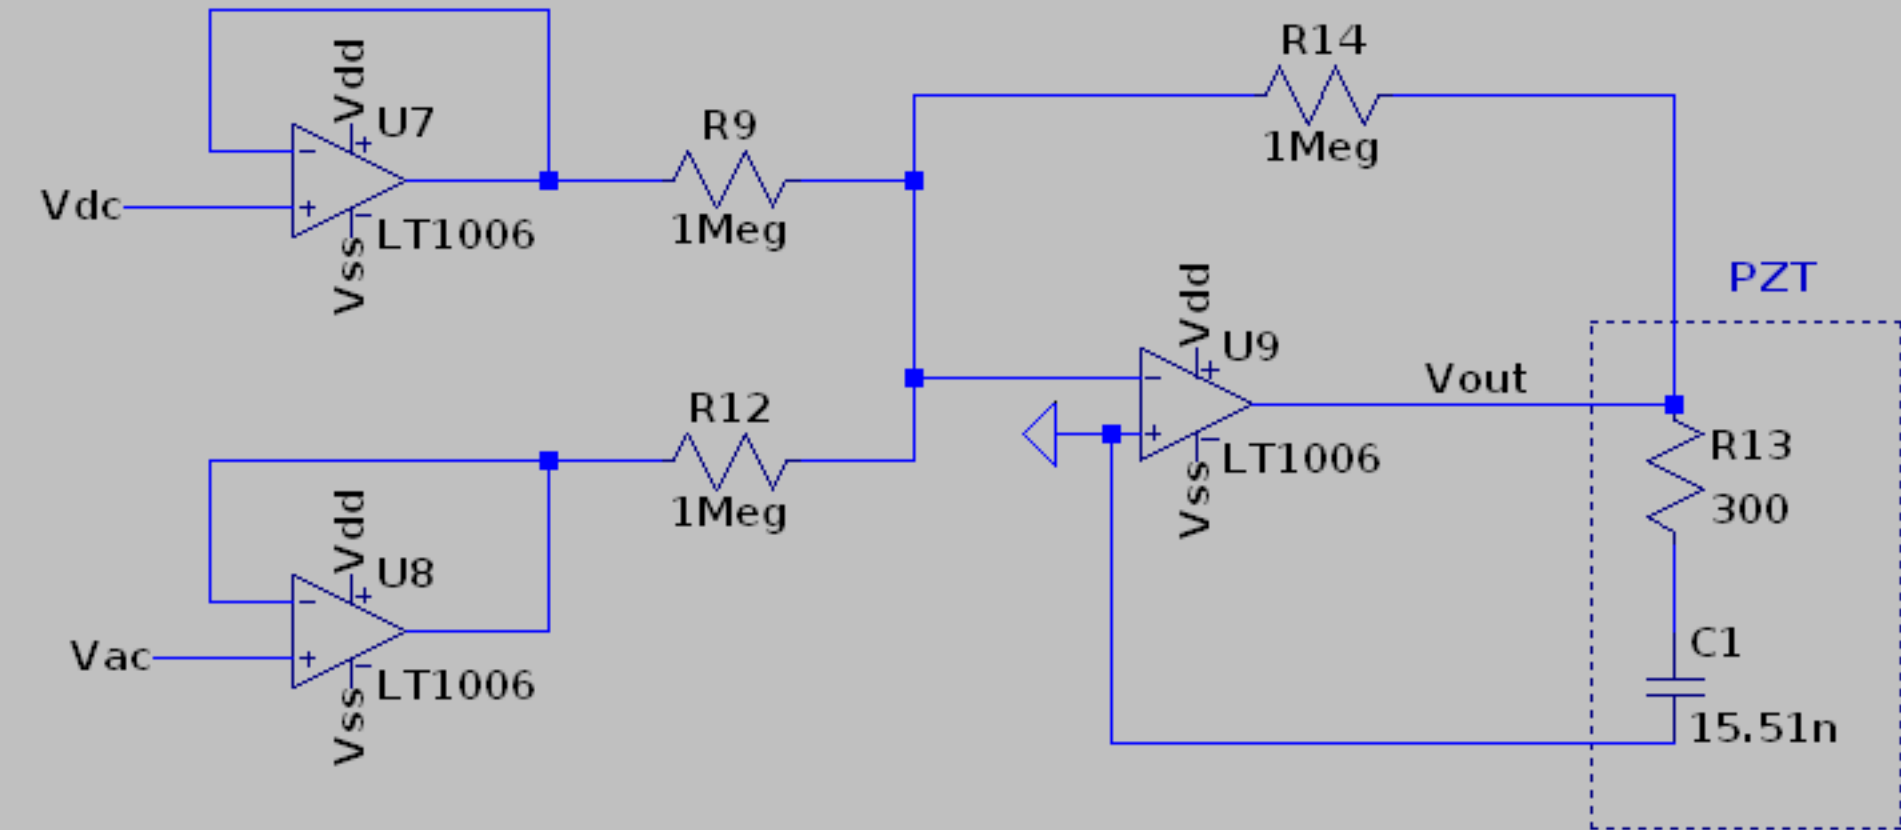 R14
1Meg
Vdd
U7
R9
1Meg
Vdc
LT1006
Vss
PZT
Vdd
U9
Vout
R12
1Meg
LT1006
Vss
R13
300
Vdd
U8
Vac
LT1006
Vss
C1
15.51n